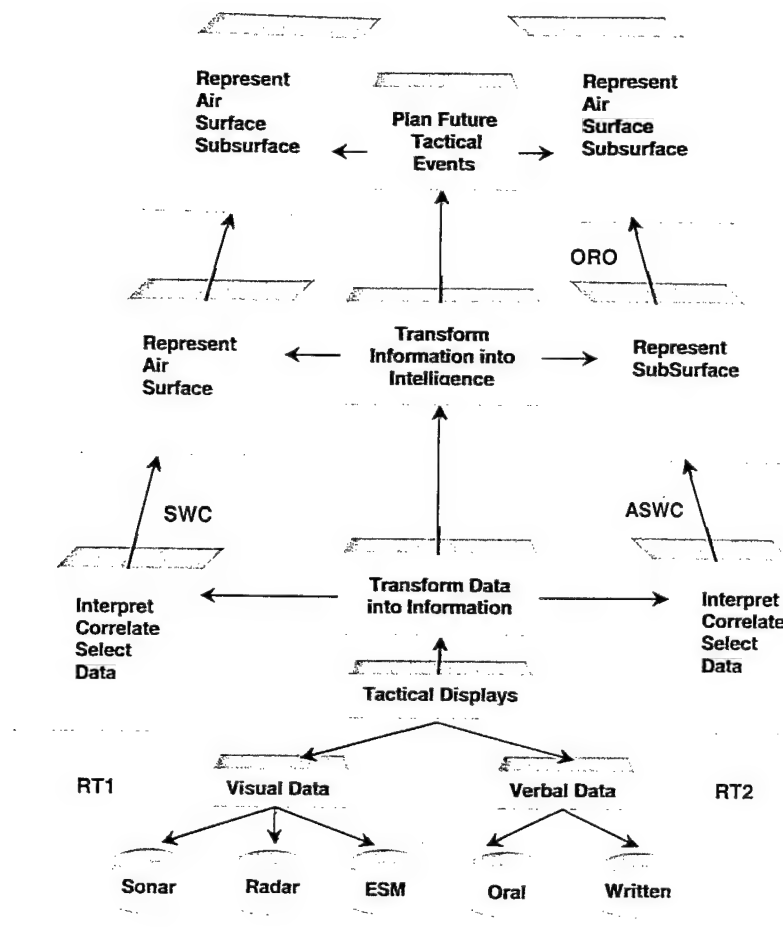 Represent
Air
Surface
Subsurface
Plan Future
Tactical
Events
Represent
Air
Surface
Subsurface
ORO
Represent
Air
Surface
Transform
Information into
Intelligence
Represent
SubSurface
SWC
ASWC
Interpret
Correlate
Select
Data
Transform Data
into Information
Interpret
Correlate
Select
Data
Tactical Displays
RT1
Visual Data
Verbal Data
RT2
Sonar
Radar
ESM
Oral
Written